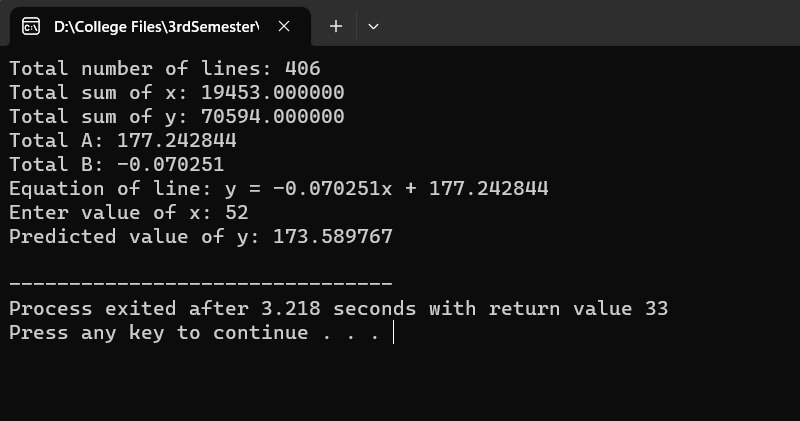 D:\College Files\3rdSemester\
Total number of lines: 406
Total sum of x: 19453.000000
Total sum of y: 70594.000000
Total A: 177.242844
Total B: -0.070251
Equation of line: y = -0.070251x + 177.242844
Enter value of x: 52
Predicted value of y: 173.589767
--------------------------------
Process exited after 3.218 seconds with return value 33
Press any key to continue . . .